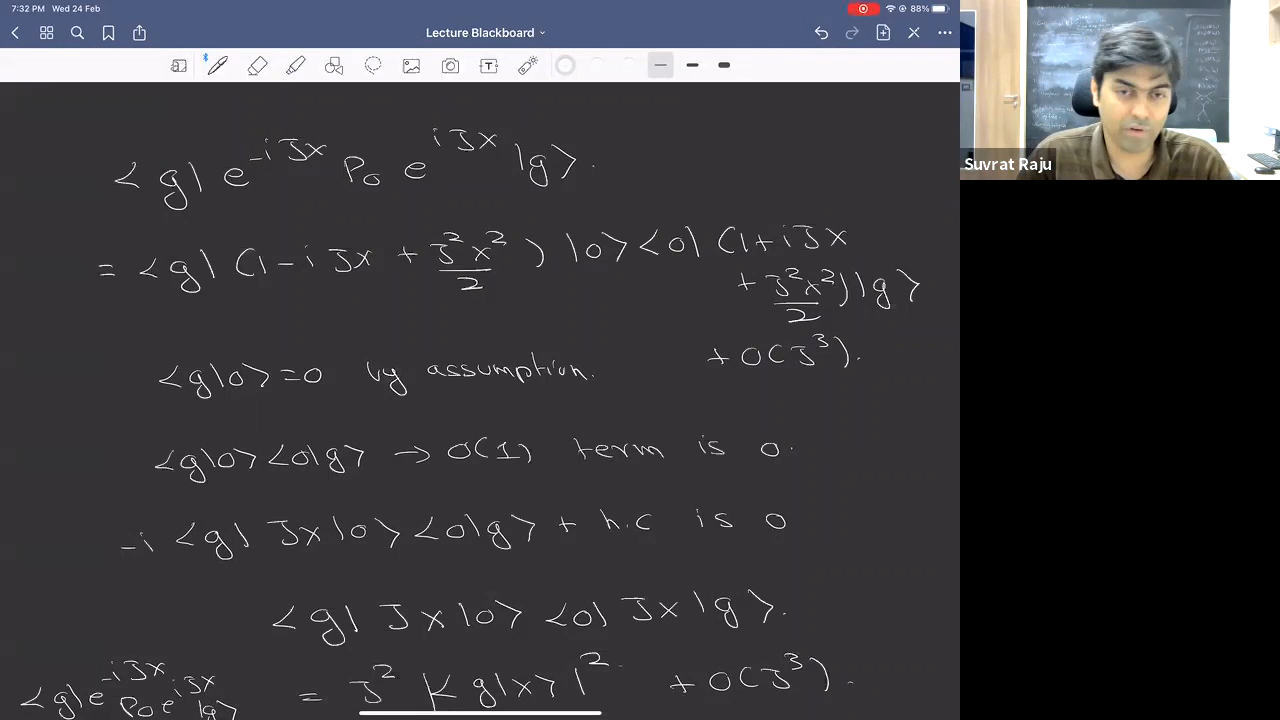 7:32 PM Wed 24 Feb
88%
Lecture Blackboard
Suvrat Raju
<g| e^{-iJx} P_0 e^{iJx} |g>.
= <g| (1 - iJx + J²x²/2) |0> <0| (1 + iJx
+ J²x²/2) |g>
+ O(J³).
<g|0> = 0 by assumption.
<g|0><0|g> → O(1) term is 0.
-i <g| Jx|0> <0|g> + h.c is 0
<g| Jx|0> <0| Jx|g>.
<g|e^{-iJx} P_0 e^{iJx} |g> = J² |<g|x>|² + O(J³).